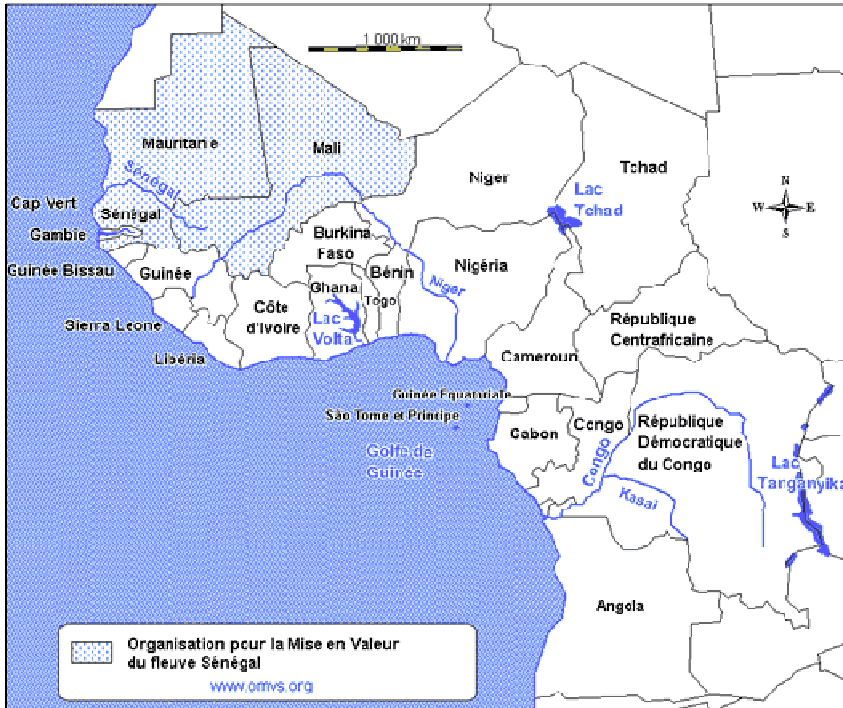 1 000 km
Mauritanie
Mali
Niger
Tchad
Lac
Tchad
N
W E
S
Sénégal
Cap Vert
Sénégal
Gambie
Guinée Bissau
Guinée
Burkina
Faso
Bénin
Nigéria
Niger
Ghana
Togo
Côte
d'Ivoire
Lac
Volta
Sierra Leone
Libéria
République
Centrafricaine
Cameroun
Guinée Equatoriale
São Tome et Principe
Gabon
Congo
Congo
République
Démocratique
du Congo
Kasaï
Lac
Tanganyika
Golfe de
Guinée
Angola
Organisation pour la Mise en Valeur
du fleuve Sénégal
www.omvs.org